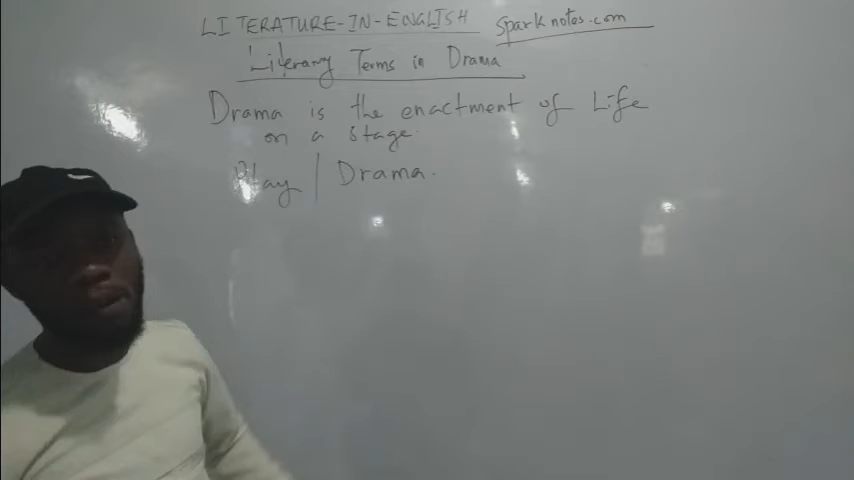 LITERATURE-IN-ENGLISH sparknotes.com
Literary Terms in Drama
Drama is the enactment of Life
on a stage.
Play | Drama.